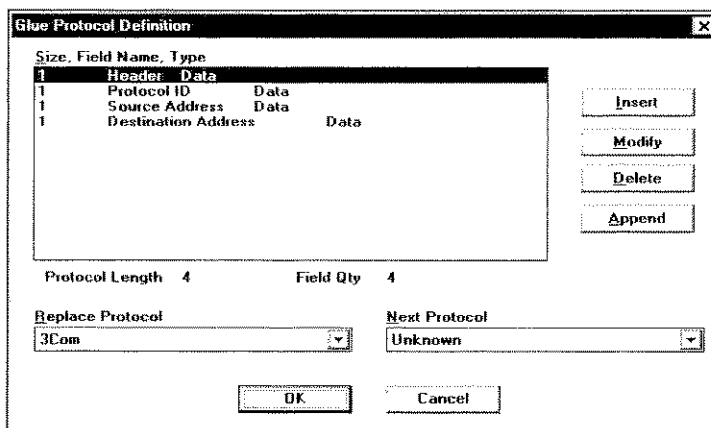 Glue Protocol Definition
Size, Field Name, Type
1 Header Data
1 Protocol ID Data
1 Source Address Data
1 Destination Address Data
Insert
Modify
Delete
Append
Protocol Length 4 Field Qty 4
Replace Protocol Next Protocol
3Com Unknown
OK Cancel